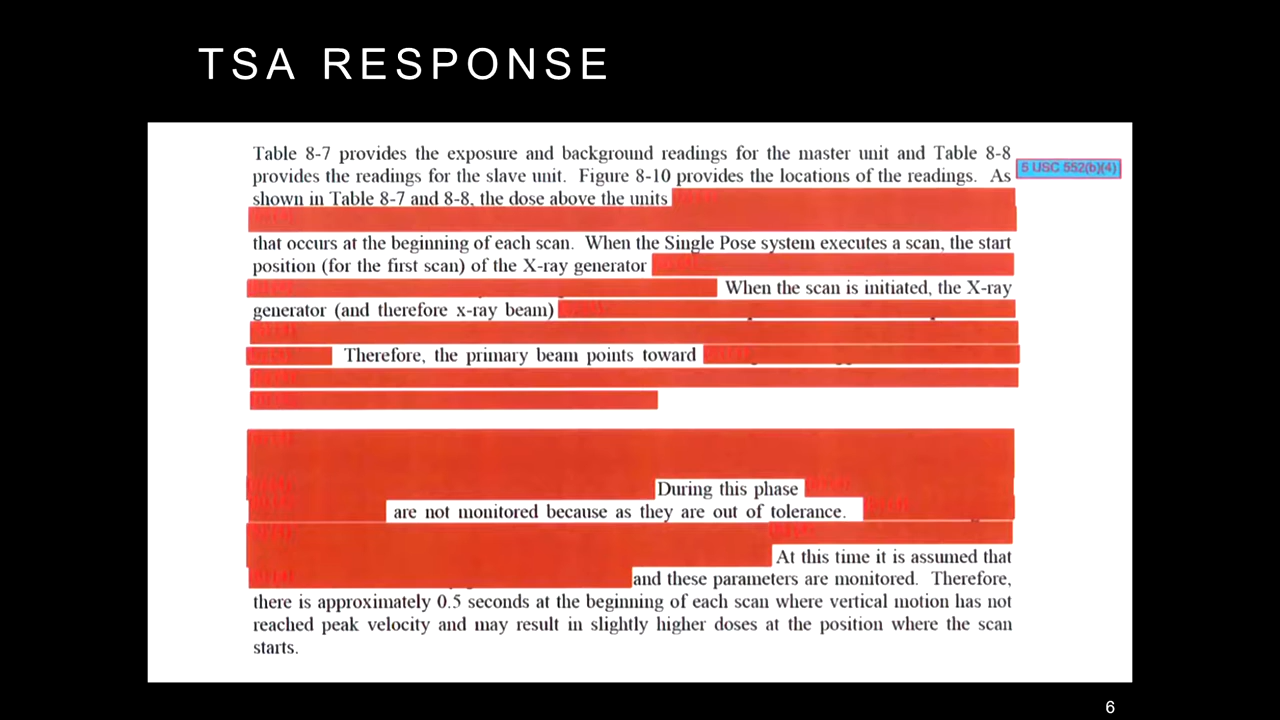 TSA RESPONSE
Table 8-7 provides the exposure and background readings for the master unit and Table 8-8
5 USC 552(b)(4)
provides the readings for the slave unit. Figure 8-10 provides the locations of the readings. As
shown in Table 8-7 and 8-8, the dose above the units
that occurs at the beginning of each scan. When the Single Pose system executes a scan, the start
position (for the first scan) of the X-ray generator
When the scan is initiated, the X-ray
generator (and therefore x-ray beam)
Therefore, the primary beam points toward
During this phase
are not monitored because as they are out of tolerance.
At this time it is assumed that
and these parameters are monitored. Therefore,
there is approximately 0.5 seconds at the beginning of each scan where vertical motion has not
reached peak velocity and may result in slightly higher doses at the position where the scan
starts.
6